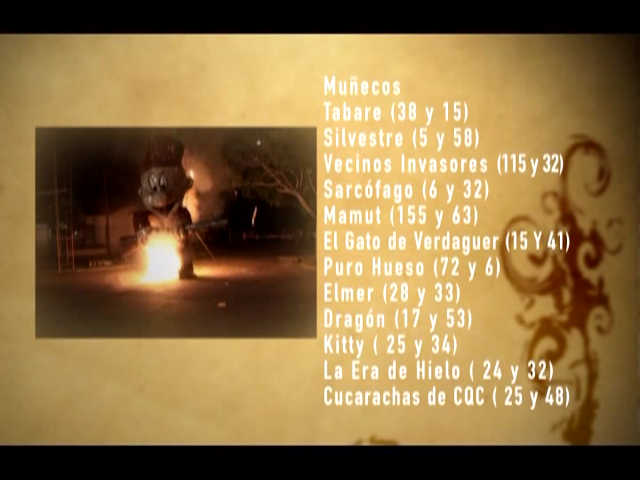 Muñecos
Tabare (38 y 15)
Silvestre (5 y 58)
Vecinos Invasores (115 y 32)
Sarcófago (6 y 32)
Mamut (155 y 63)
El Gato de Verdaguer (15 Y 41)
Puro Hueso (72 y 6)
Elmer (28 y 33)
Dragón (17 y 53)
Kitty ( 25 y 34)
La Era de Hielo ( 24 y 32)
Cucarachas de CQC ( 25 y 48)